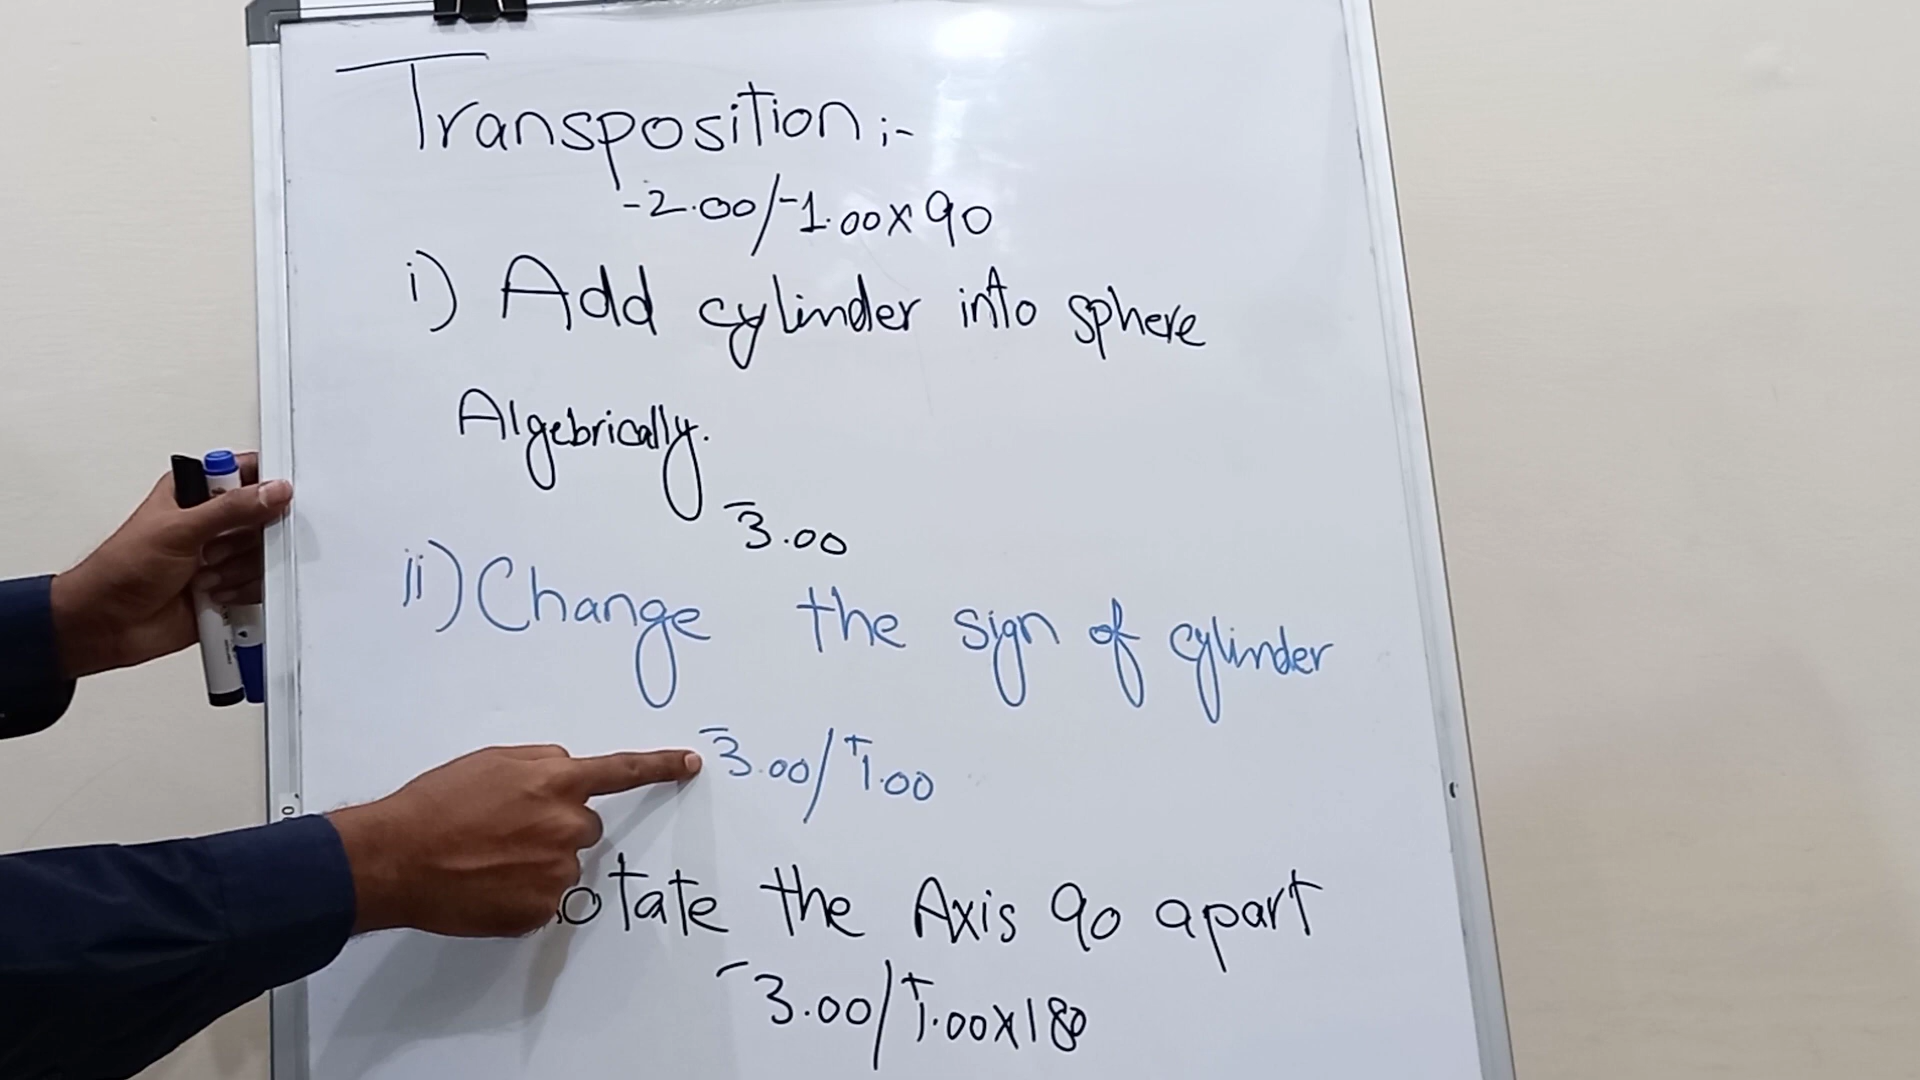 Transposition :-
-2.00/-1.00x90
i) Add cylinder into sphere
Algebrically.
-3.00
ii) Change the sign of cylinder
-3.00/+1.00
otate the Axis 90 apart
-3.00/+1.00x180